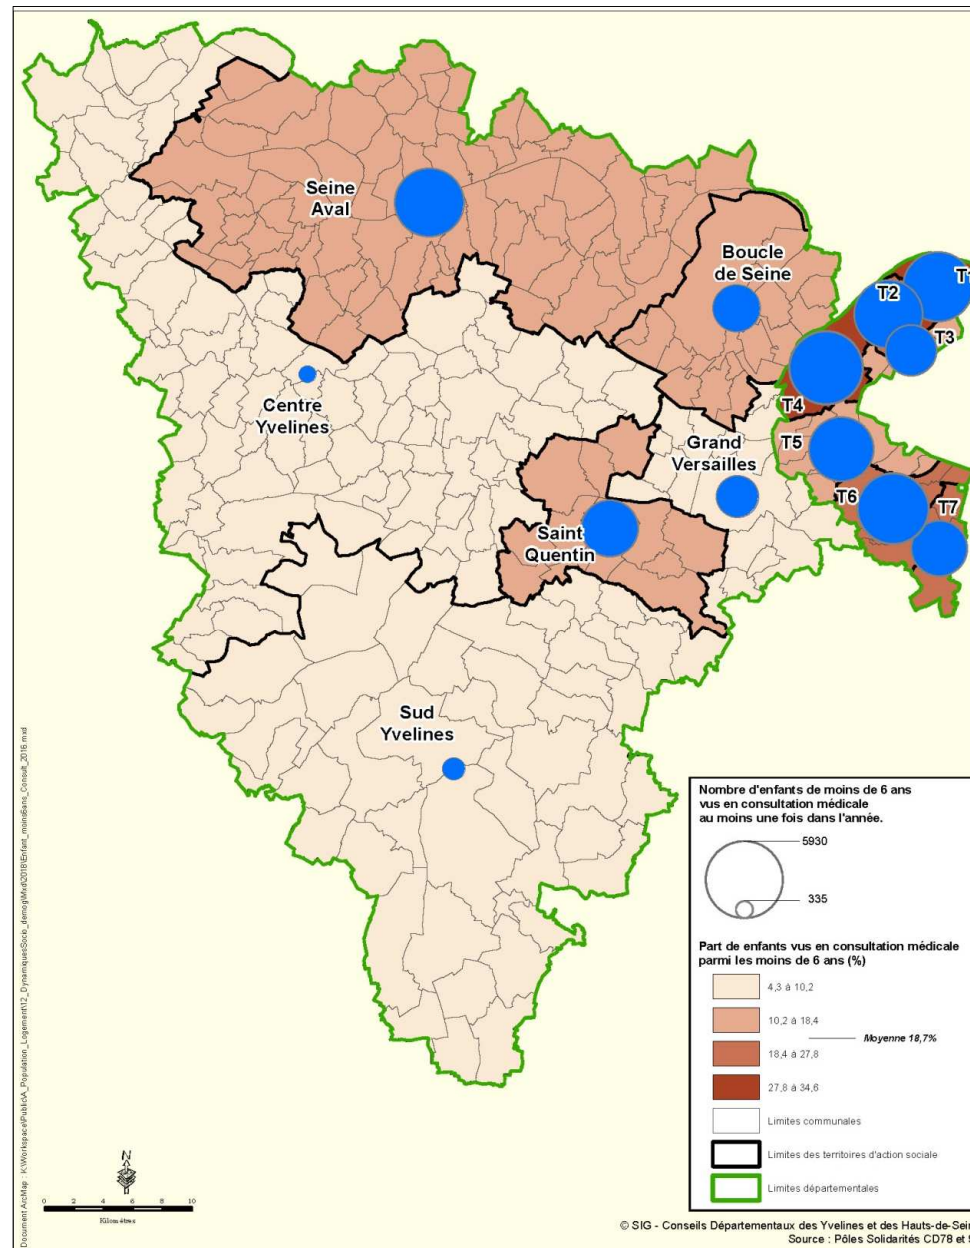 Seine
Aval
Boucle
de Seine
T1
T2
T3
Centre
Yvelines
T4
Grand
Versailles
T5
T6
T7
Saint
Quentin
Sud
Yvelines
Nombre d'enfants de moins de 6 ans
vus en consultation médicale
au moins une fois dans l'année.
5930
335
Part de enfants vus en consultation médicale
parmi les moins de 6 ans (%)
4,3 à 10,2
10,2 à 18,4
Moyenne 18,7%
18,4 à 27,8
27,8 à 34,6
Limites communales
Limites des territoires d'action sociale
Limites départementales
N
0 2 4 6 8 10
Kilomètres
© SIG - Conseils Départementaux des Yvelines et des Hauts-de-Sein
Source : Pôles Solidarités CD78 et